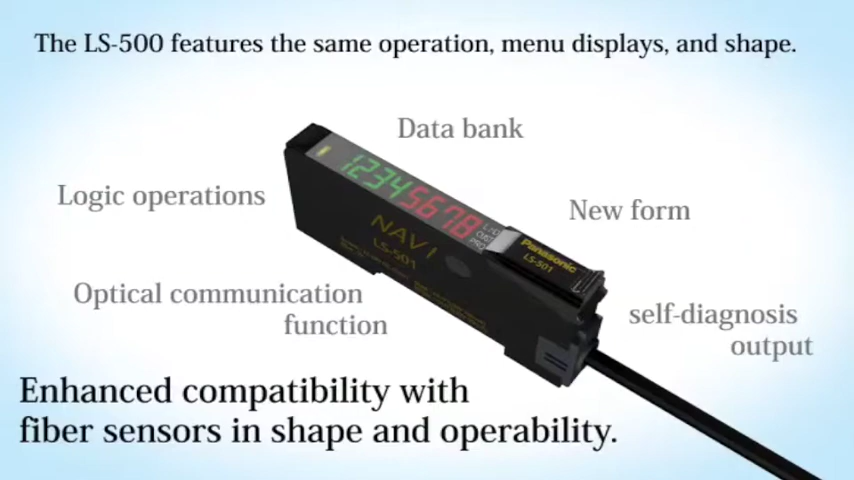 The LS-500 features the same operation, menu displays, and shape.
Data bank
Logic operations
New form
12345678
L/D
CUST
PRO
NAVI
LS-501
Panasonic
LS-501
Optical communication
function
self-diagnosis
output
Enhanced compatibility with
fiber sensors in shape and operability.